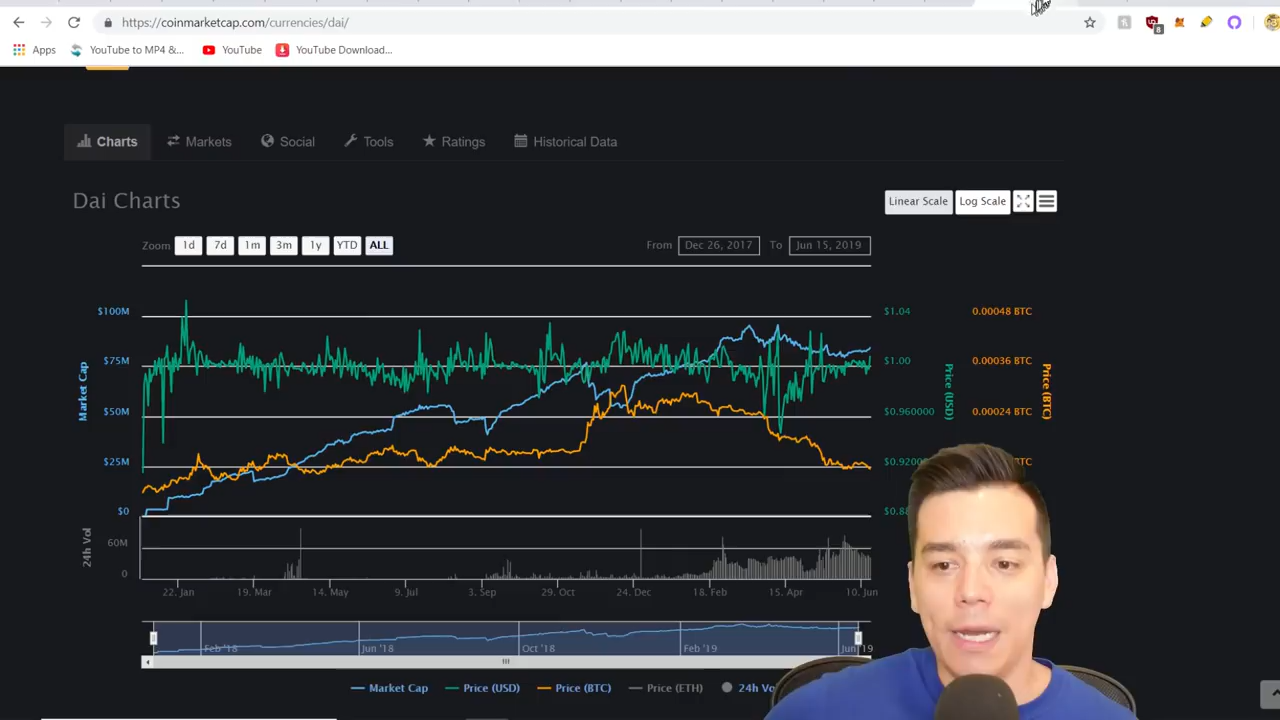 https://coinmarketcap.com/currencies/dai/
8
Apps YouTube to MP4 &... YouTube YouTube Download...
Charts Markets Social Tools Ratings Historical Data
Dai Charts
Linear Scale Log Scale
Zoom 1d 7d 1m 3m 1y YTD ALL From Dec 26, 2017 To Jun 15, 2019
$100M $1.04 0.00048 BTC
$75M $1.00 0.00036 BTC
Market Cap
Price (USD)
Price (BTC)
$50M $0.960000 0.00024 BTC
$25M
$0
24h Vol
60M
0
22. Jan 19. Mar 14. May 9. Jul 3. Sep 29. Oct 24. Dec 18. Feb 15. Apr 10. Jun
Feb '18 Jun '18 Oct '18 Feb '19
Market Cap Price (USD) Price (BTC) Price (ETH) 24h